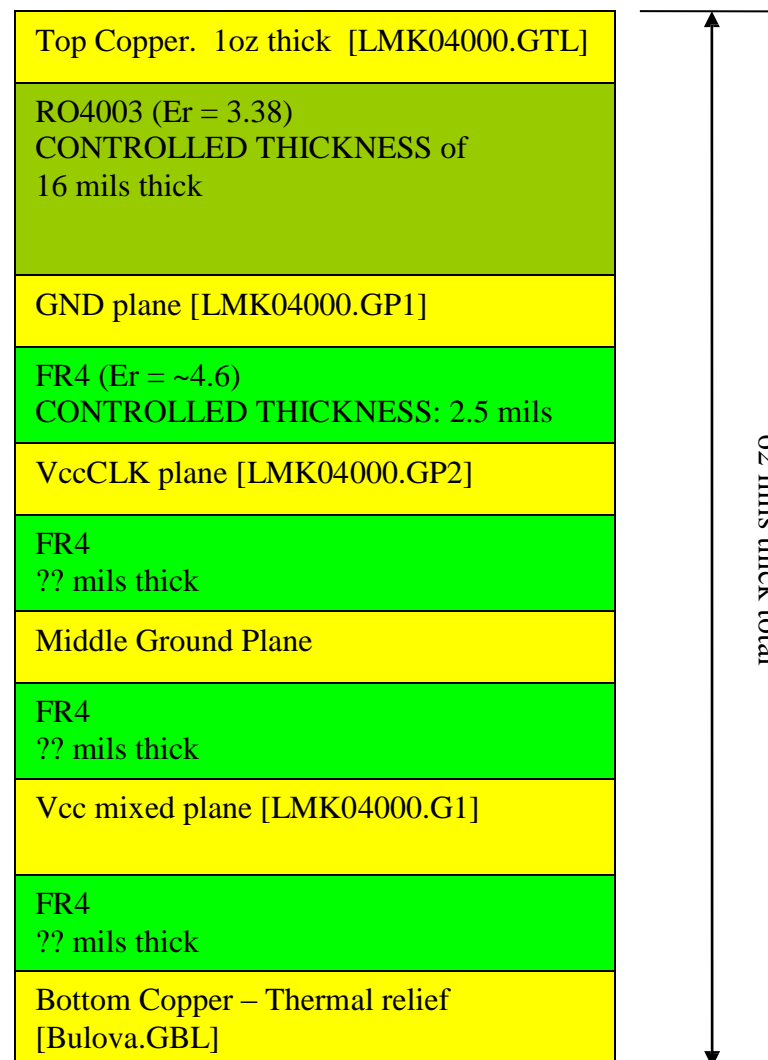 Top Copper. 1oz thick [LMK04000.GTL]
RO4003 (Er = 3.38)
CONTROLLED THICKNESS of
16 mils thick
GND plane [LMK04000.GP1]
FR4 (Er = ~4.6)
CONTROLLED THICKNESS: 2.5 mils
VccCLK plane [LMK04000.GP2]
FR4
?? mils thick
Middle Ground Plane
FR4
?? mils thick
Vcc mixed plane [LMK04000.G1]
FR4
?? mils thick
Bottom Copper – Thermal relief
[Bulova.GBL]
62 mils thick total